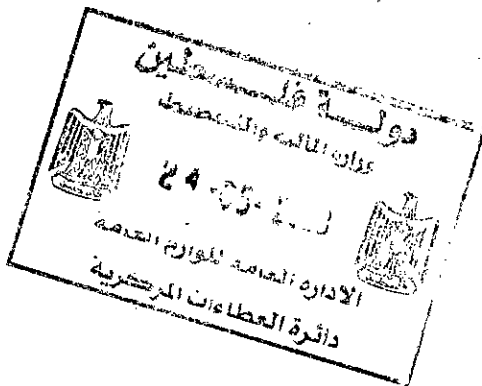 دولة فلسطين
وزارة المالية والتخطيط
الادارة العامة للوازم العامة
دائرة العطاءات المركزية